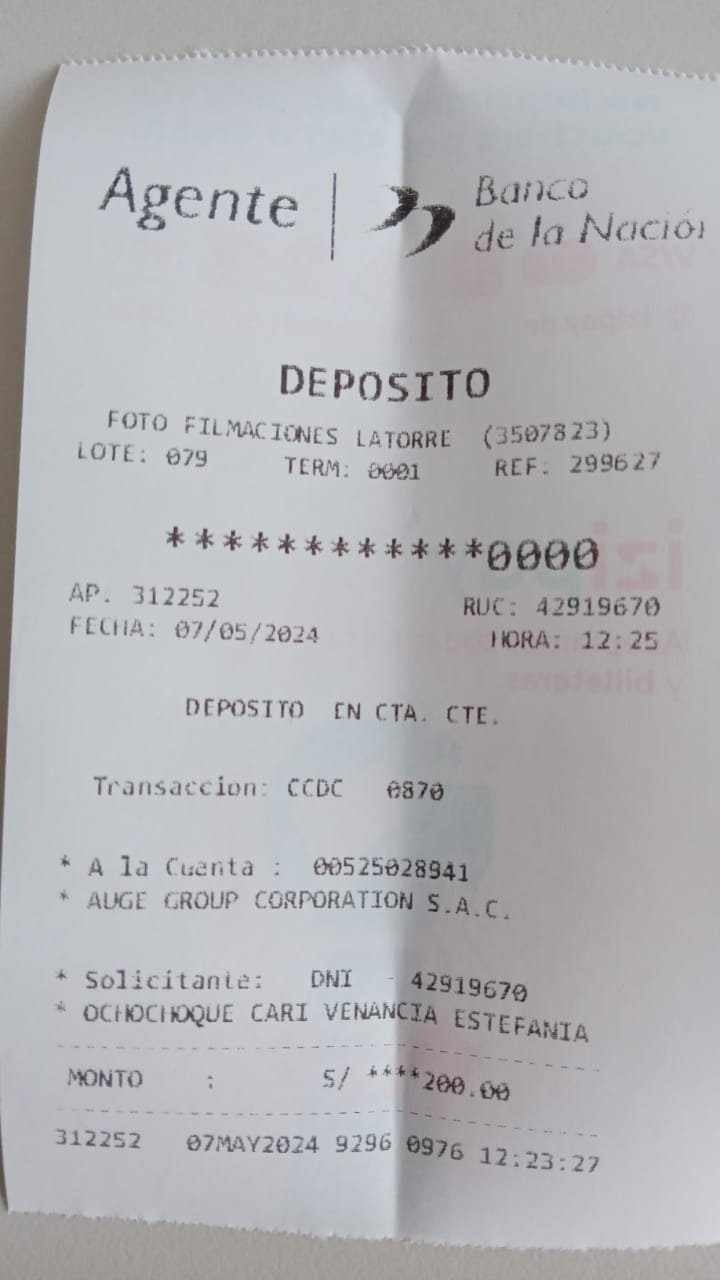 Agente | Banco
de la Nación
DEPOSITO
FOTO FILMACIONES LATORRE (3507823)
LOTE: 079 TERM: 0001 REF: 299627
************0000
AP. 312252 RUC: 42919670
FECHA: 07/05/2024 HORA: 12:25
DEPOSITO EN CTA. CTE.
Transaccion: CCDC 0870
* A la Cuenta : 00525028941
* AUGE GROUP CORPORATION S.A.C.
* Solicitante: DNI - 42919670
* OCHOCHOQUE CARI VENANCIA ESTEFANIA
MONTO : S/ ****200.00
312252 07MAY2024 9296 0976 12:23:27